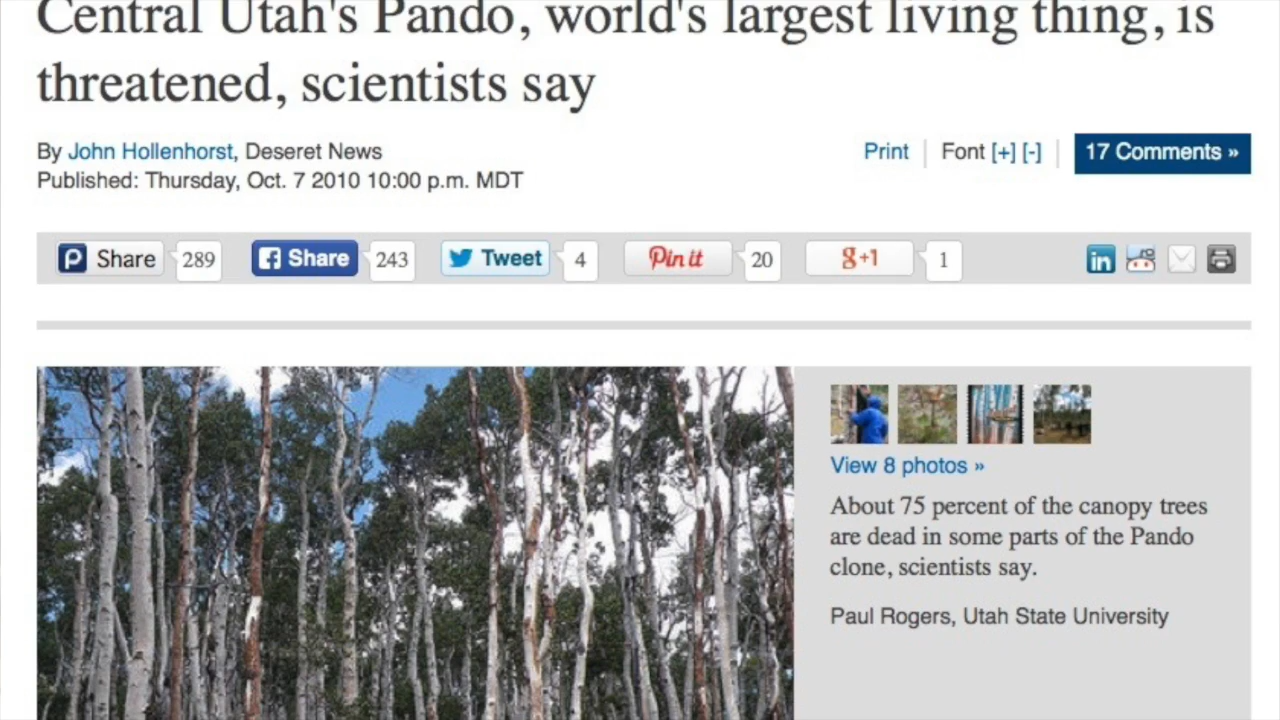 Central Utah's Pando, world's largest living thing, is
threatened, scientists say
By John Hollenhorst, Deseret News
Published: Thursday, Oct. 7 2010 10:00 p.m. MDT
Print
Font [+] [-]
17 Comments »
Share 289
Share 243
Tweet 4
Pin it 20
g+1 1
in
View 8 photos »
About 75 percent of the canopy trees
are dead in some parts of the Pando
clone, scientists say.
Paul Rogers, Utah State University